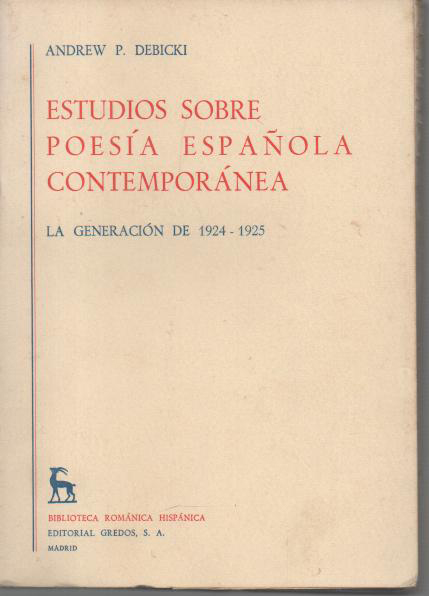 ANDREW P. DEBICKI
ESTUDIOS SOBRE
POESÍA ESPAÑOLA
CONTEMPORÁNEA
LA GENERACIÓN DE 1924 - 1925
BIBLIOTECA ROMÁNICA HISPÁNICA
EDITORIAL GREDOS, S. A.
MADRID